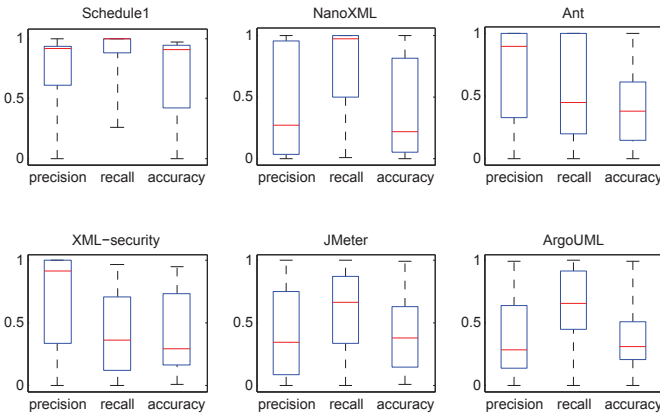 Schedule1
NanoXML
Ant
1
0.5
0
1
0.5
0
1
0.5
0
precision recall accuracy
precision recall accuracy
precision recall accuracy
XML−security
JMeter
ArgoUML
1
0.5
0
1
0.5
0
1
0.5
0
precision recall accuracy
precision recall accuracy
precision recall accuracy